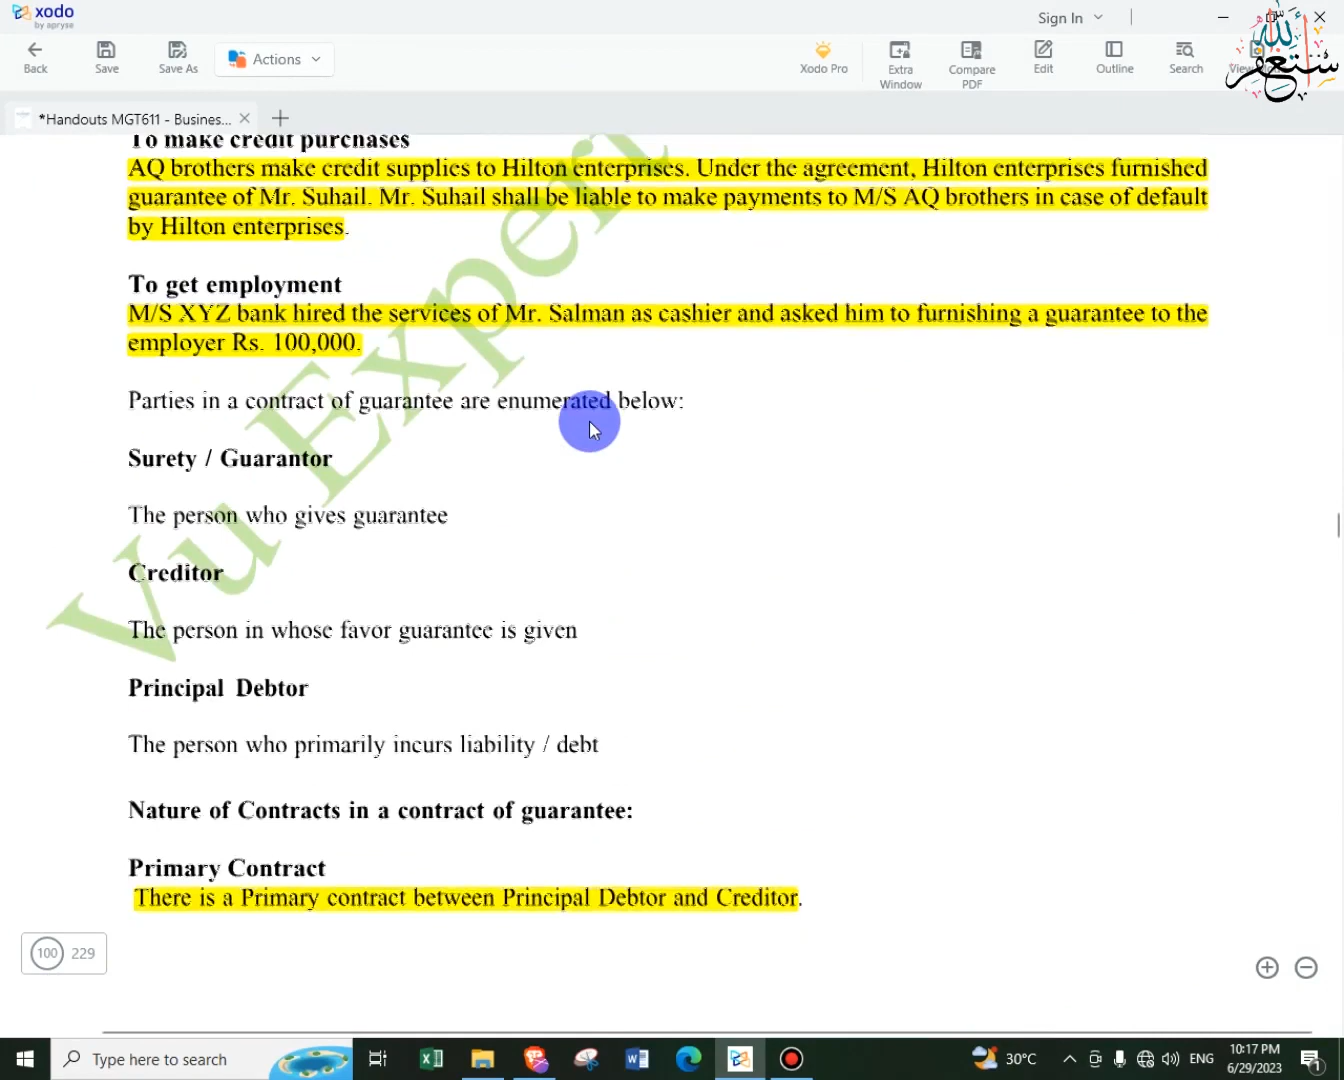 xodo
by apryse
Sign In
Back
Save
Save As
Actions
Xodo Pro
Extra Window
Compare PDF
Edit
Outline
Search
*Handouts MGT611 - Busines...
To make credit purchases
AQ brothers make credit supplies to Hilton enterprises. Under the agreement, Hilton enterprises furnished
guarantee of Mr. Suhail. Mr. Suhail shall be liable to make payments to M/S AQ brothers in case of default
by Hilton enterprises.
To get employment
M/S XYZ bank hired the services of Mr. Salman as cashier and asked him to furnishing a guarantee to the
employer Rs. 100,000.
Parties in a contract of guarantee are enumerated below:
Surety / Guarantor
The person who gives guarantee
Creditor
The person in whose favor guarantee is given
Principal Debtor
The person who primarily incurs liability / debt
Nature of Contracts in a contract of guarantee:
Primary Contract
There is a Primary contract between Principal Debtor and Creditor.
Vu Expert
100 229
Type here to search
30°C
ENG
10:17 PM
6/29/2023
1